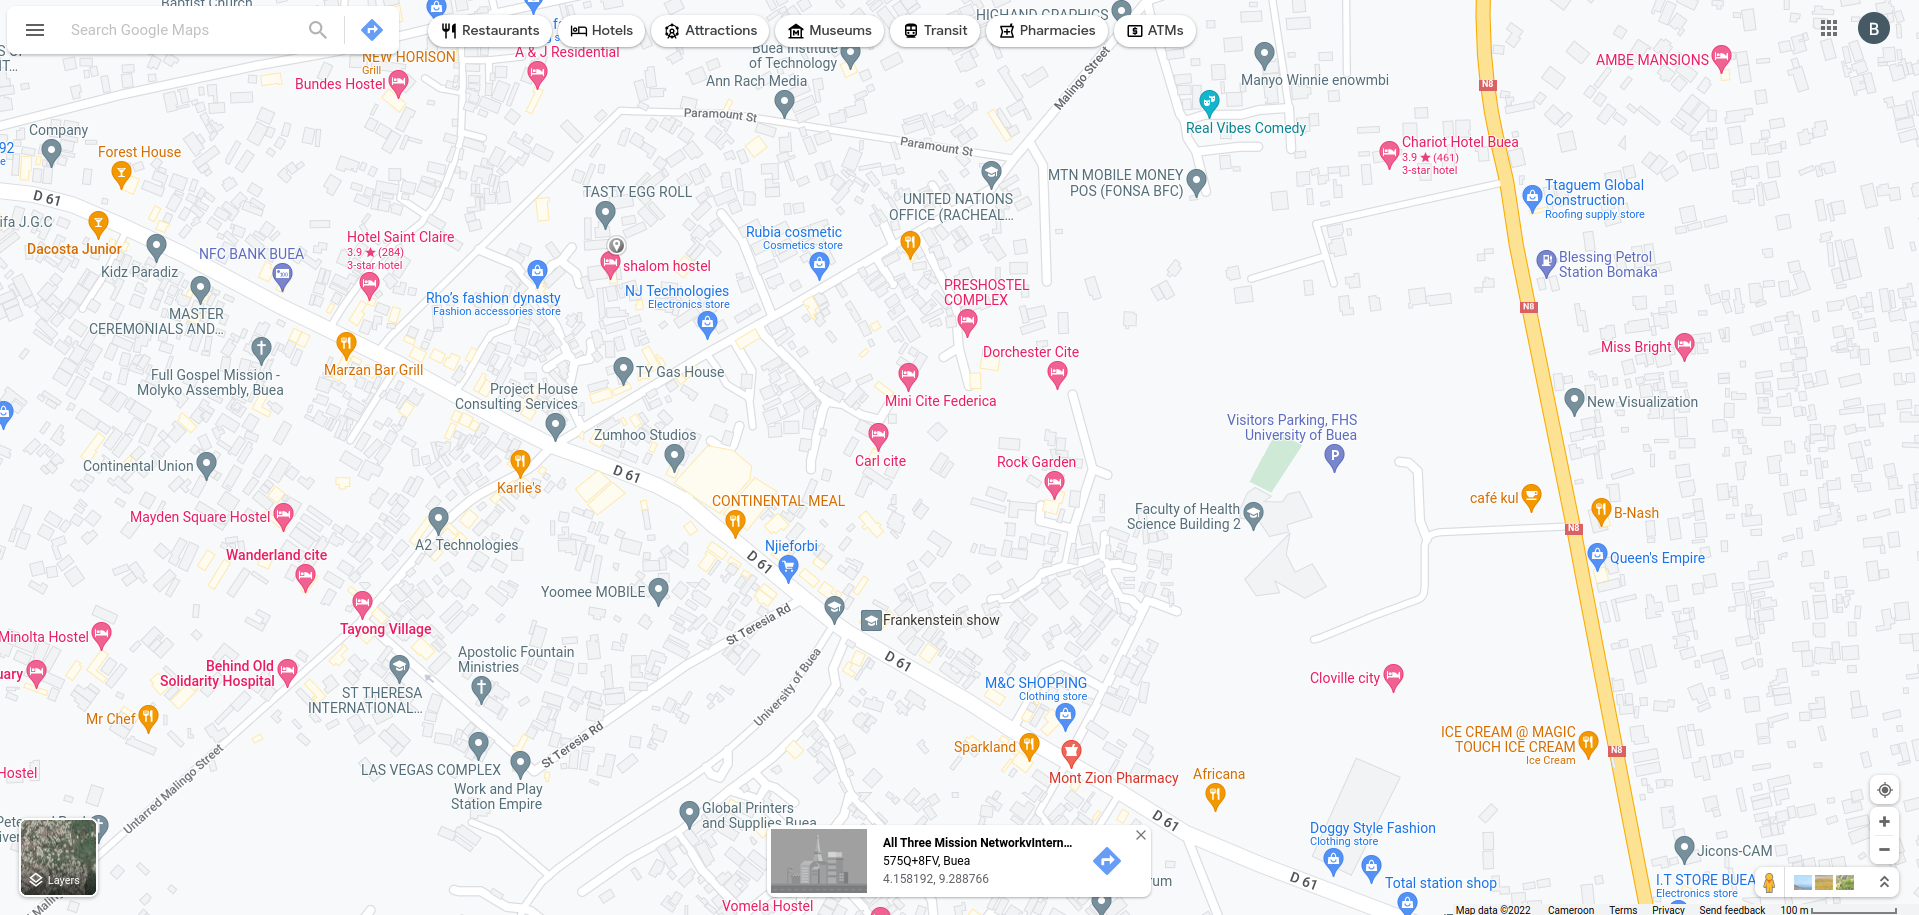 Baptist Church
Search Google Maps
Restaurants
Hotels
Attractions
Museums
Transit
Pharmacies
ATMs
HIGHLAND GRAPHICS
B
NEW HORISON
Grill
A & J Residential
Buea Institute
of Technology
Bundes Hostel
Ann Rach Media
Malingo Street
Manyo Winnie enowmbi
AMBE MANSIONS
N8
Paramount St
Paramount St
Real Vibes Comedy
Company
Forest House
Chariot Hotel Buea
3.9 ★ (461)
3-star hotel
92
D 61
TASTY EGG ROLL
UNITED NATIONS
OFFICE (RACHEAL...
MTN MOBILE MONEY
POS (FONSA BFC)
Ttaguem Global
Construction
Roofing supply store
ifa J.G.C
Dacosta Junior
Kidz Paradiz
NFC BANK BUEA
Hotel Saint Claire
3.9 ★ (284)
3-star hotel
Rubia cosmetic
Cosmetics store
shalom hostel
Blessing Petrol
Station Bomaka
Rho's fashion dynasty
Fashion accessories store
NJ Technologies
Electronics store
PRESHOSTEL
COMPLEX
N8
MASTER
CEREMONIALS AND...
Marzan Bar Grill
Full Gospel Mission -
Molyko Assembly, Buea
TY Gas House
Dorchester Cite
Miss Bright
Project House
Consulting Services
Mini Cite Federica
New Visualization
Zumhoo Studios
Visitors Parking, FHS
University of Buea
Continental Union
Karlie's
D 61
Carl cite
Rock Garden
CONTINENTAL MEAL
café kul
B-Nash
Mayden Square Hostel
A2 Technologies
Faculty of Health
Science Building 2
N8
Wanderland cite
Njieforbi
D 61
Queen's Empire
Yoomee MOBILE
St Teresia Rd
Frankenstein show
Tayong Village
Minolta Hostel
uary
Behind Old
Solidarity Hospital
Apostolic Fountain
Ministries
D 61
University of Buea
ST THERESA
INTERNATIONAL...
M&C SHOPPING
Clothing store
Cloville city
Mr Chef
St Teresia Rd
Sparkland
ICE CREAM @ MAGIC
TOUCH ICE CREAM
Ice Cream
N8
Hostel
Untarred Malingo Street
LAS VEGAS COMPLEX
Work and Play
Station Empire
Mont Zion Pharmacy
Africana
Global Printers
and Supplies Buea
D 61
Doggy Style Fashion
Clothing store
All Three Mission NetworkvIntern...
575Q+8FV, Buea
4.158192, 9.288766
Jicons-CAM
Layers
rum
D 61
Total station shop
I.T STORE BUEA
Electronics store
Vomela Hostel
Map data ©2022
Cameroon
Terms
Privacy
Send feedback
100 m